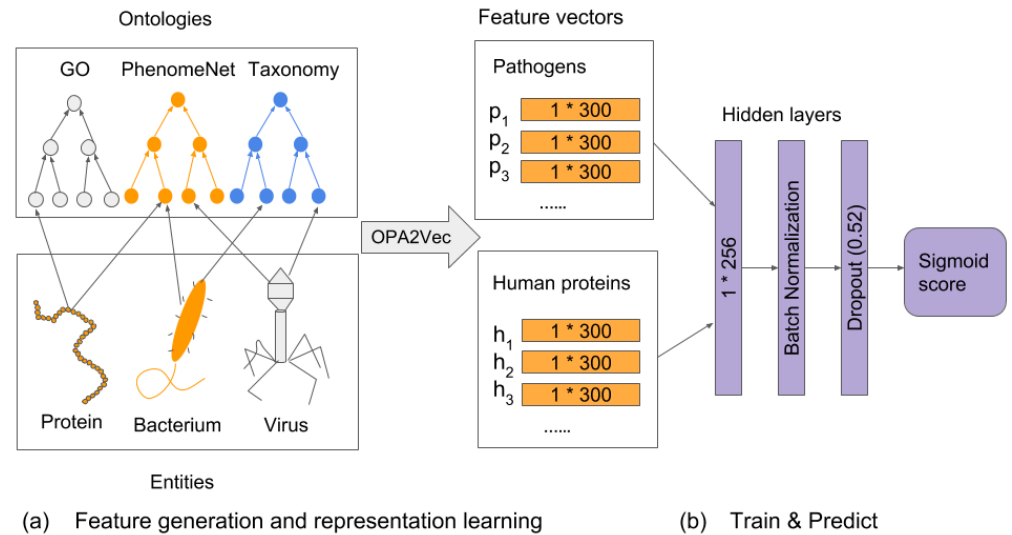 Ontologies
GO PhenomeNet Taxonomy
Protein
Bacterium
Virus
Entities
OPA2Vec
Feature vectors
Pathogens
p1 1 * 300
p2 1 * 300
p3 1 * 300
......
Human proteins
h1 1 * 300
h2 1 * 300
h3 1 * 300
......
Hidden layers
1 * 256
Batch Normalization
Dropout (0.52)
Sigmoid
score
(a) Feature generation and representation learning
(b) Train & Predict